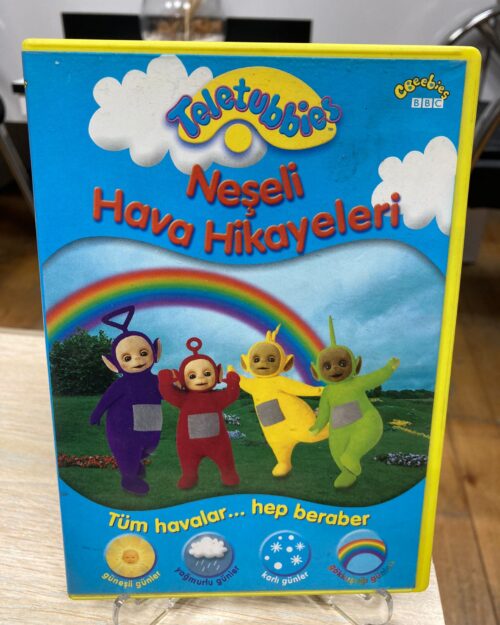 Teletubbies
CBeebies
BBC
Neşeli
Hava Hikayeleri
Tüm havalar... hep beraber
güneşli günler
yağmurlu günler
karlı günler